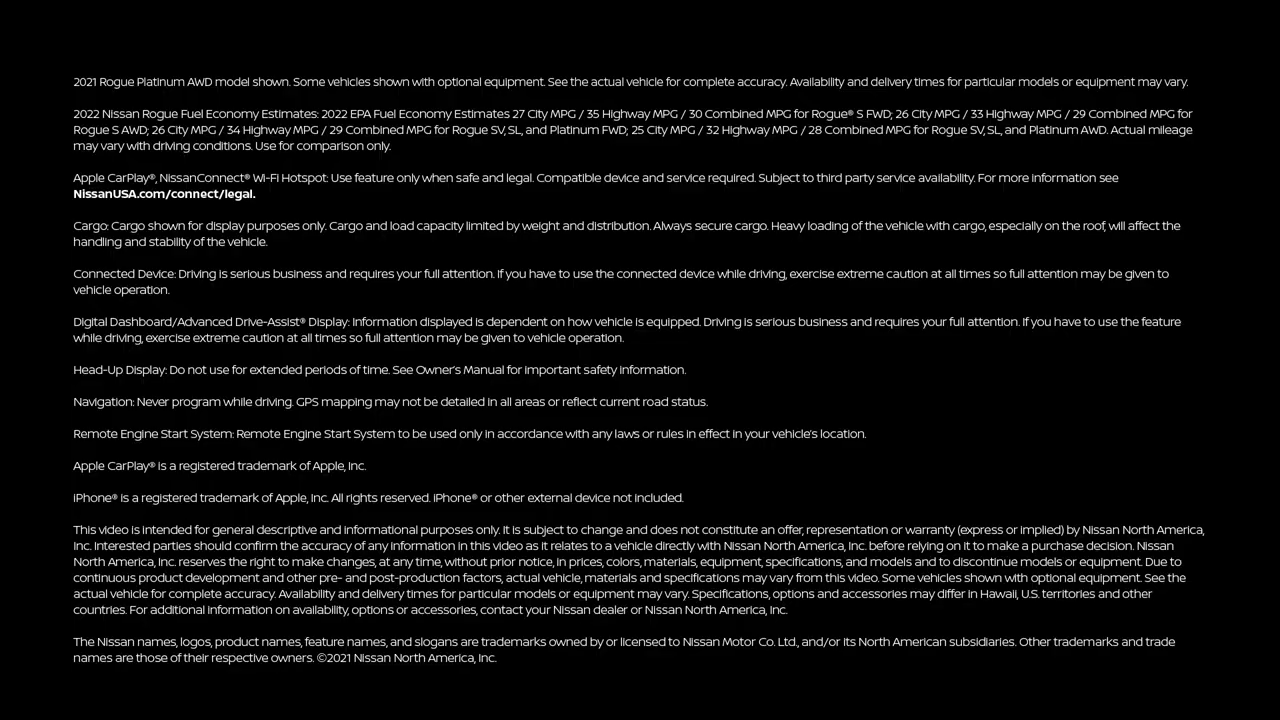 2021 Rogue Platinum AWD model shown. Some vehicles shown with optional equipment. See the actual vehicle for complete accuracy. Availability and delivery times for particular models or equipment may vary.
2022 Nissan Rogue Fuel Economy Estimates: 2022 EPA Fuel Economy Estimates 27 City MPG / 35 Highway MPG / 30 Combined MPG for Rogue® S FWD; 26 City MPG / 33 Highway MPG / 29 Combined MPG for
Rogue S AWD; 26 City MPG / 34 Highway MPG / 29 Combined MPG for Rogue SV, SL, and Platinum FWD; 25 City MPG / 32 Highway MPG / 28 Combined MPG for Rogue SV, SL, and Platinum AWD. Actual mileage
may vary with driving conditions. Use for comparison only.
Apple CarPlay®, NissanConnect® Wi-Fi Hotspot: Use feature only when safe and legal. Compatible device and service required. Subject to third party service availability. For more information see
NissanUSA.com/connect/legal.
Cargo: Cargo shown for display purposes only. Cargo and load capacity limited by weight and distribution. Always secure cargo. Heavy loading of the vehicle with cargo, especially on the roof, will affect the
handling and stability of the vehicle.
Connected Device: Driving is serious business and requires your full attention. If you have to use the connected device while driving, exercise extreme caution at all times so full attention may be given to
vehicle operation.
Digital Dashboard/Advanced Drive-Assist® Display: Information displayed is dependent on how vehicle is equipped. Driving is serious business and requires your full attention. If you have to use the feature
while driving, exercise extreme caution at all times so full attention may be given to vehicle operation.
Head-Up Display: Do not use for extended periods of time. See Owner's Manual for important safety information.
Navigation: Never program while driving. GPS mapping may not be detailed in all areas or reflect current road status.
Remote Engine Start System: Remote Engine Start System to be used only in accordance with any laws or rules in effect in your vehicle's location.
Apple CarPlay® is a registered trademark of Apple, Inc.
iPhone® is a registered trademark of Apple, Inc. All rights reserved. iPhone® or other external device not included.
This video is intended for general descriptive and informational purposes only. It is subject to change and does not constitute an offer, representation or warranty (express or implied) by Nissan North America,
Inc. Interested parties should confirm the accuracy of any information in this video as it relates to a vehicle directly with Nissan North America, Inc. before relying on it to make a purchase decision. Nissan
North America, Inc. reserves the right to make changes, at any time, without prior notice, in prices, colors, materials, equipment, specifications, and models and to discontinue models or equipment. Due to
continuous product development and other pre- and post-production factors, actual vehicle, materials and specifications may vary from this video. Some vehicles shown with optional equipment. See the
actual vehicle for complete accuracy. Availability and delivery times for particular models or equipment may vary. Specifications, options and accessories may differ in Hawaii, U.S. territories and other
countries. For additional information on availability, options or accessories, contact your Nissan dealer or Nissan North America, Inc.
The Nissan names, logos, product names, feature names, and slogans are trademarks owned by or licensed to Nissan Motor Co. Ltd., and/or its North American subsidiaries. Other trademarks and trade
names are those of their respective owners. ©2021 Nissan North America, Inc.